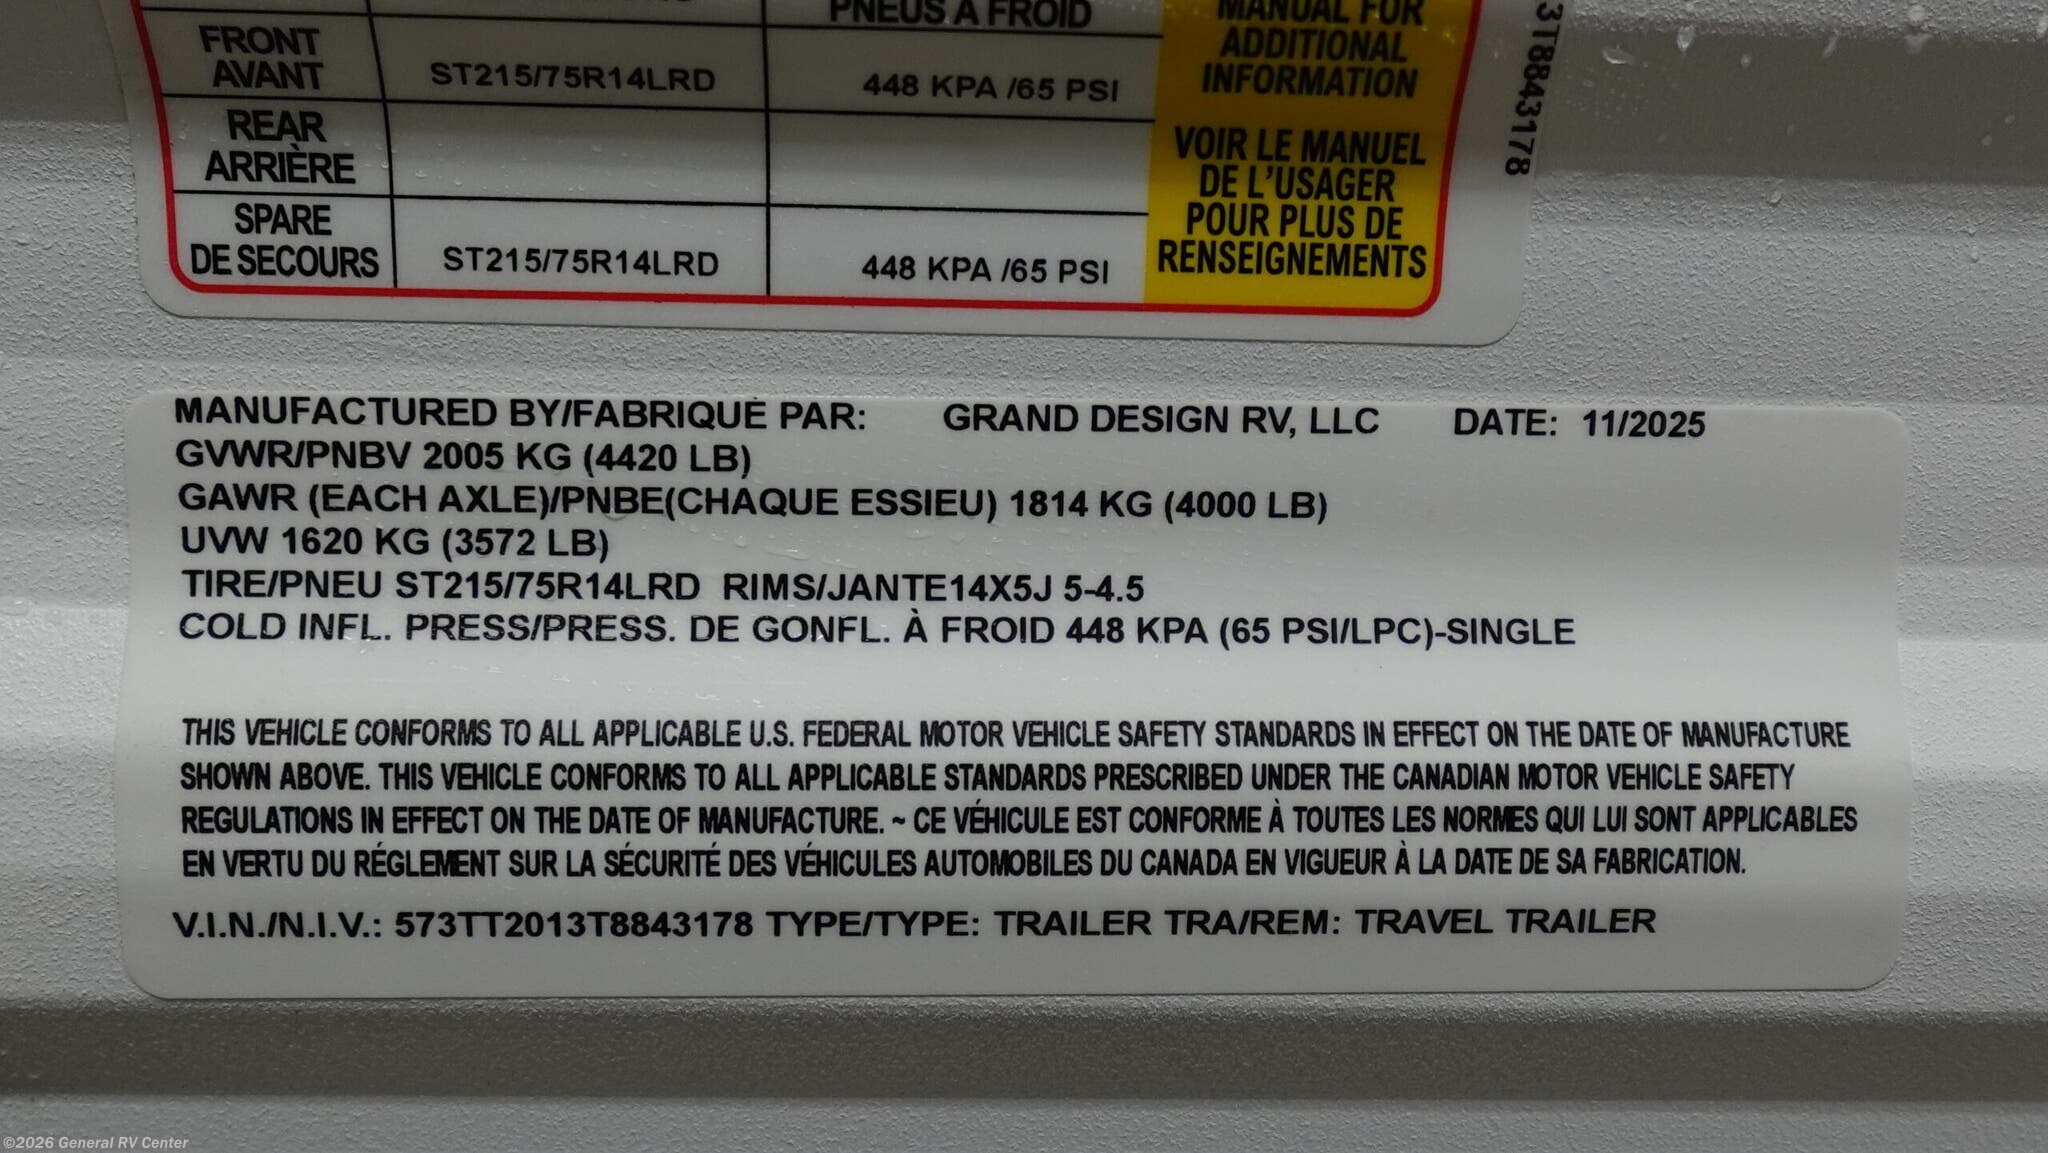 PNEUS À FROID
MANUAL FOR
ADDITIONAL
INFORMATION
FRONT
AVANT
ST215/75R14LRD
448 KPA /65 PSI
REAR
ARRIÈRE
VOIR LE MANUEL
DE L'USAGER
POUR PLUS DE
RENSEIGNEMENTS
SPARE
DE SECOURS
ST215/75R14LRD
448 KPA /65 PSI
3T8843178
MANUFACTURED BY/FABRIQUÉ PAR: GRAND DESIGN RV, LLC DATE: 11/2025
GVWR/PNBV 2005 KG (4420 LB)
GAWR (EACH AXLE)/PNBE(CHAQUE ESSIEU) 1814 KG (4000 LB)
UVW 1620 KG (3572 LB)
TIRE/PNEU ST215/75R14LRD RIMS/JANTE14X5J 5-4.5
COLD INFL. PRESS/PRESS. DE GONFL. À FROID 448 KPA (65 PSI/LPC)-SINGLE
THIS VEHICLE CONFORMS TO ALL APPLICABLE U.S. FEDERAL MOTOR VEHICLE SAFETY STANDARDS IN EFFECT ON THE DATE OF MANUFACTURE
SHOWN ABOVE. THIS VEHICLE CONFORMS TO ALL APPLICABLE STANDARDS PRESCRIBED UNDER THE CANADIAN MOTOR VEHICLE SAFETY
REGULATIONS IN EFFECT ON THE DATE OF MANUFACTURE. ~ CE VÉHICULE EST CONFORME À TOUTES LES NORMES QUI LUI SONT APPLICABLES
EN VERTU DU RÉGLEMENT SUR LA SÉCURITÉ DES VÉHICULES AUTOMOBILES DU CANADA EN VIGUEUR À LA DATE DE SA FABRICATION.
V.I.N./N.I.V.: 573TT2013T8843178 TYPE/TYPE: TRAILER TRA/REM: TRAVEL TRAILER
©2026 General RV Center